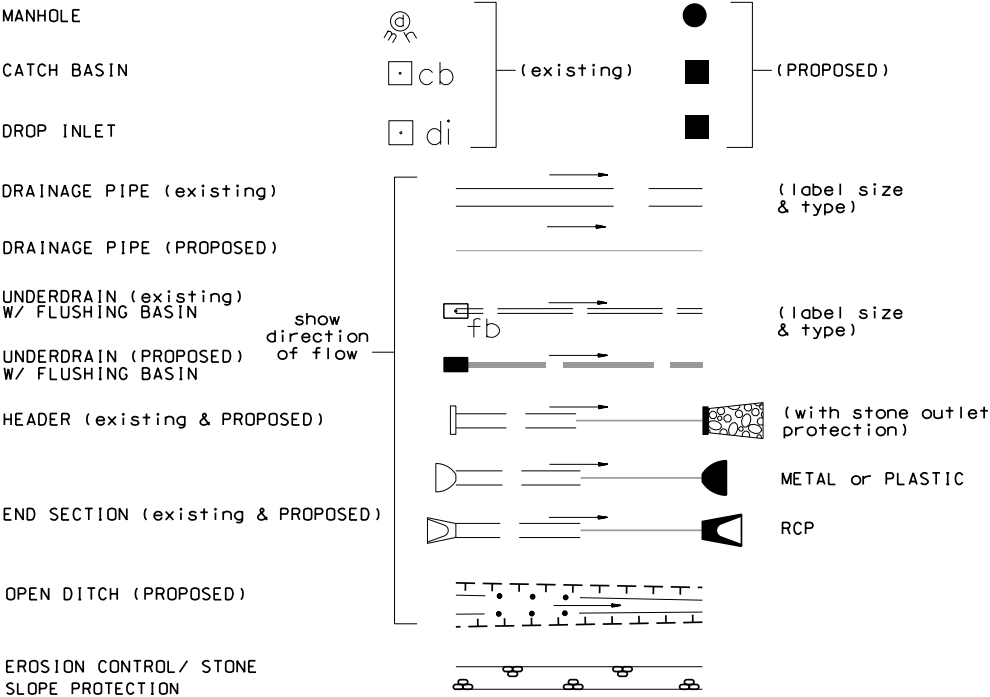 MANHOLE
d
mh
CATCH BASIN
cb
(existing)
(PROPOSED)
DROP INLET
di
DRAINAGE PIPE (existing)
(label size
& type)
DRAINAGE PIPE (PROPOSED)
UNDERDRAIN (existing)
W/ FLUSHING BASIN
fb
(label size
& type)
show
direction
of flow
UNDERDRAIN (PROPOSED)
W/ FLUSHING BASIN
HEADER (existing & PROPOSED)
(with stone outlet
protection)
METAL or PLASTIC
END SECTION (existing & PROPOSED)
RCP
OPEN DITCH (PROPOSED)
EROSION CONTROL/ STONE
SLOPE PROTECTION